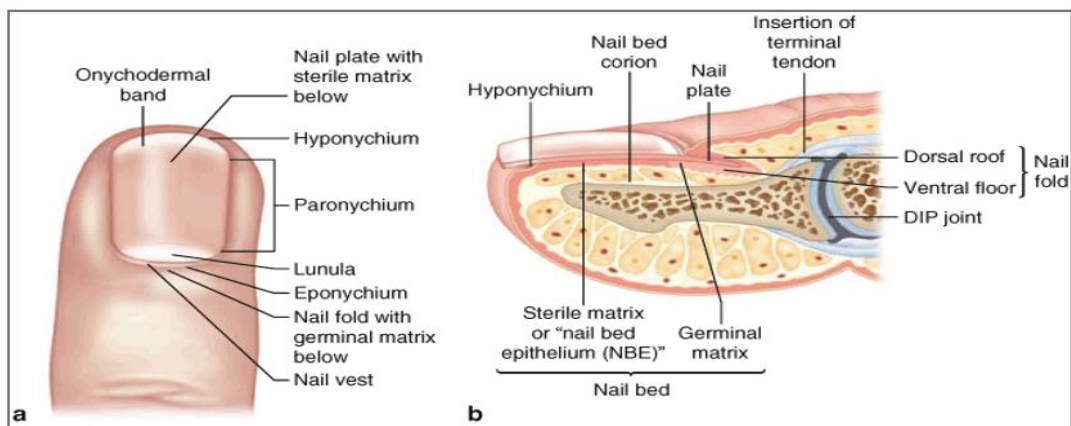 Onychodermal
band
Nail plate with
sterile matrix
below
Hyponychium
Paronychium
Lunula
Eponychium
Nail fold with
germinal matrix
below
Nail vest
a
Insertion of
terminal
tendon
Nail bed
corion
Nail
plate
Hyponychium
Dorsal roof
Ventral floor
Nail
fold
DIP joint
Sterile matrix
or “nail bed
epithelium (NBE)”
Germinal
matrix
Nail bed
b